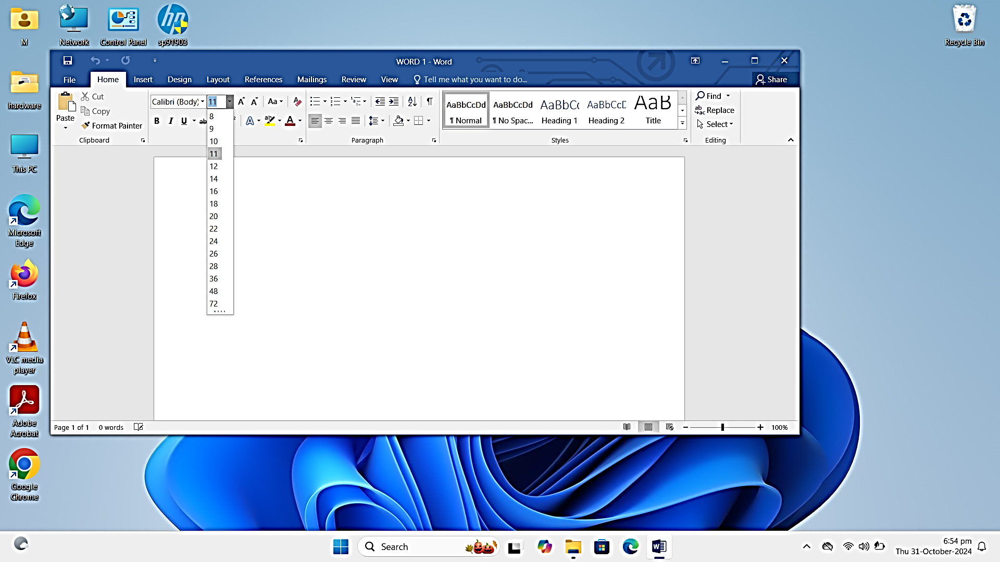 M
Network
Control Panel
sp91903
Recycle Bin
hardware
This PC
Microsoft
Edge
Firefox
VLC media
player
Adobe
Acrobat
Google
Chrome
WORD 1 - Word
File
Home
Insert
Design
Layout
References
Mailings
Review
View
Tell me what you want to do...
Share
Paste
Cut
Copy
Format Painter
Clipboard
Calibri (Body)
11
Aa
B I U abc
Paragraph
AaBbCcDd
¶ Normal
AaBbCcDd
¶ No Spac...
AaBbCc
Heading 1
AaBbCcD
Heading 2
AaB
Title
Styles
Find
Replace
Select
Editing
8
9
10
11
12
14
16
18
20
22
24
26
28
36
48
72
Page 1 of 1
0 words
100%
Search
6:54 pm
Thu 31-October-2024